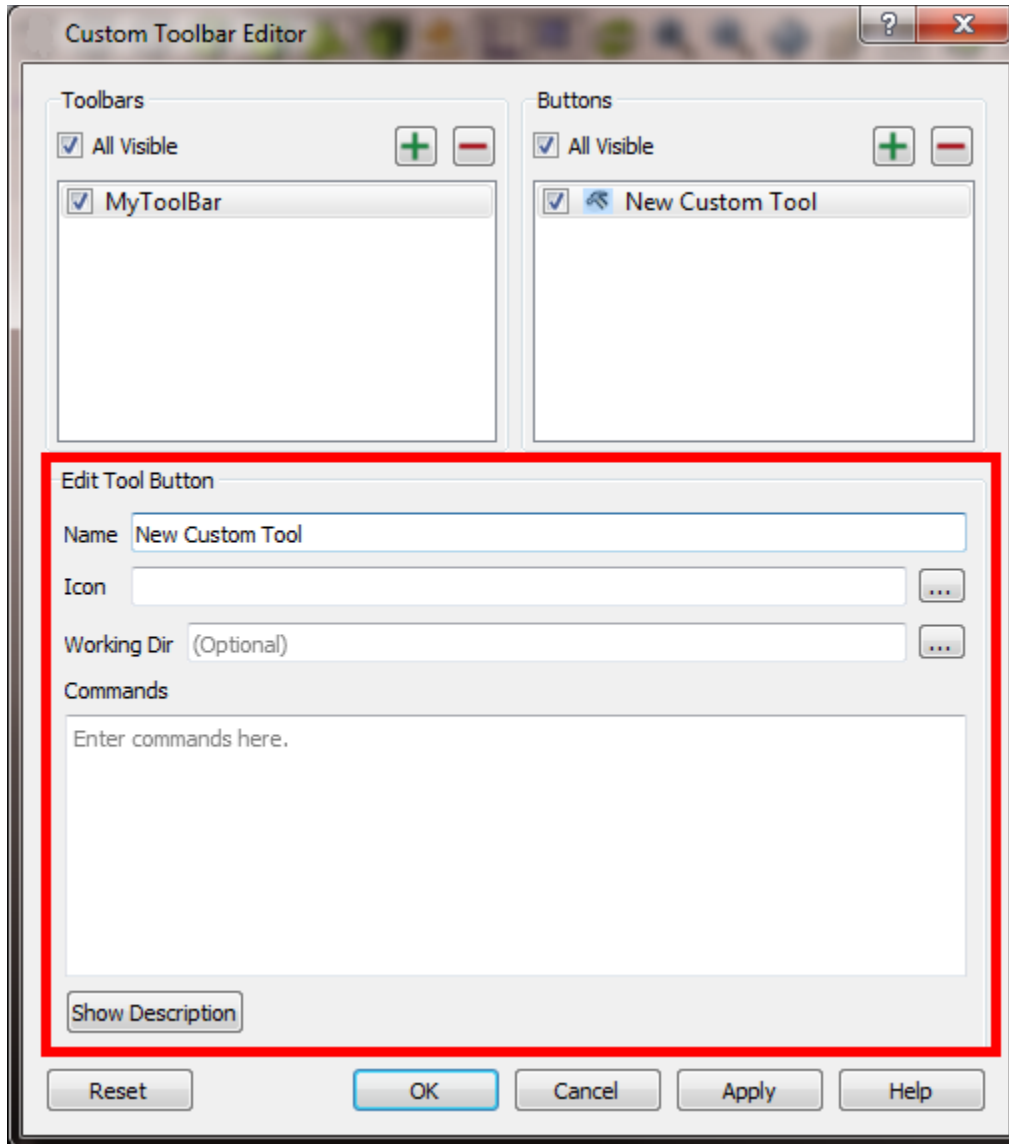 Custom Toolbar Editor
?
Toolbars
All Visible
MyToolBar
Buttons
All Visible
New Custom Tool
Edit Tool Button
Name New Custom Tool
Icon ...
Working Dir (Optional) ...
Commands
Enter commands here.
Show Description
Reset OK Cancel Apply Help